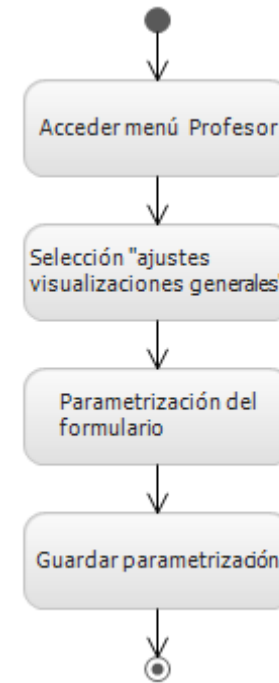 Acceder menú Profesor
Selección "ajustes
visualizaciones generales"
Parametrización del
formulario
Guardar parametrización